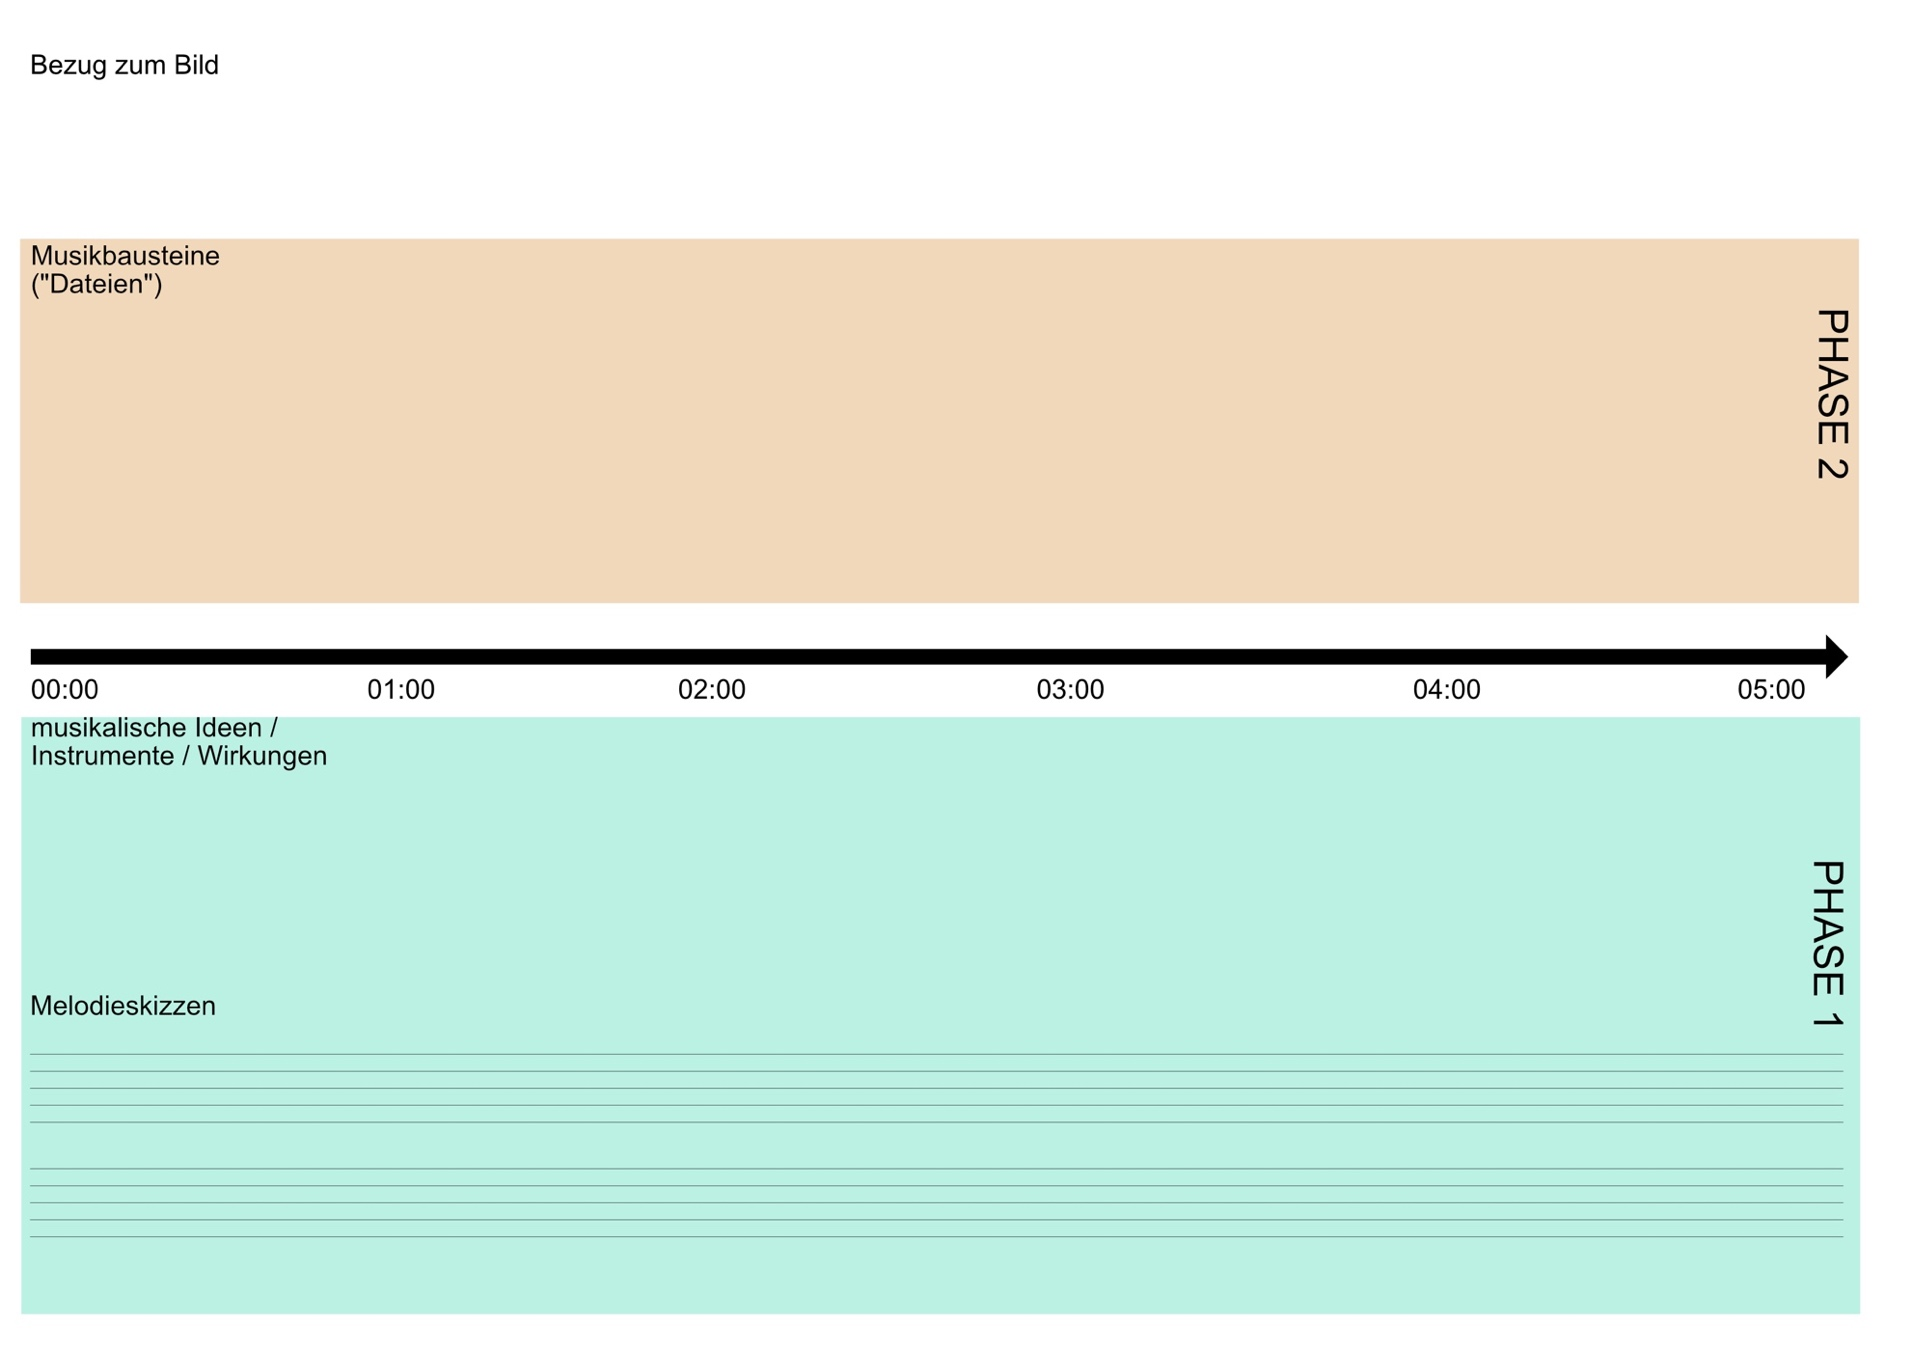 Bezug zum Bild
Musikbausteine
("Dateien")
PHASE 2
00:00 01:00 02:00 03:00 04:00 05:00
musikalische Ideen /
Instrumente / Wirkungen
PHASE 1
Melodieskizzen